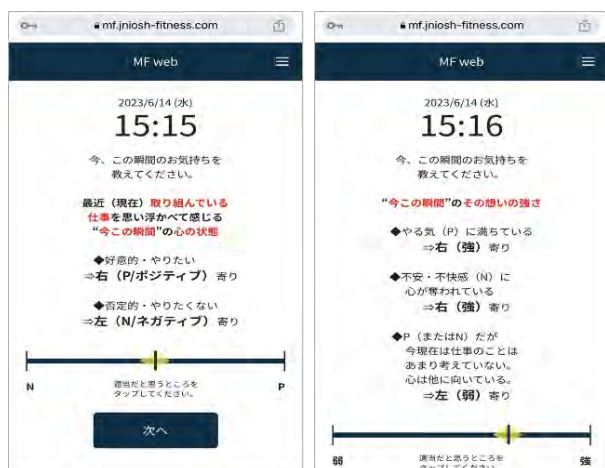 mf.jniosh-fitness.com
MF web
2023/6/14 (水)
15:15
今、この瞬間のお気持ちを
教えてください。
最近（現在）取り組んでいる
仕事を思い浮かべて感じる
“今この瞬間”の心の状態
◆好意的・やりたい
⇒右（P/ポジティブ）寄り
◆否定的・やりたくない
⇒左（N/ネガティブ）寄り
N
適当だと思うところを
タップしてください。
P
次へ
mf.jniosh-fitness.com
MF web
2023/6/14 (水)
15:16
今、この瞬間のお気持ちを
教えてください。
“今この瞬間”のその想いの強さ
◆やる気（P）に満ちている
⇒右（強）寄り
◆不安・不快感（N）に
心が奪われている
⇒右（強）寄り
◆P（またはN）だが
今現在は仕事のことは
あまり考えていない。
心は他に向いている。
⇒左（弱）寄り
弱
適当だと思うところを
タップしてください。
強